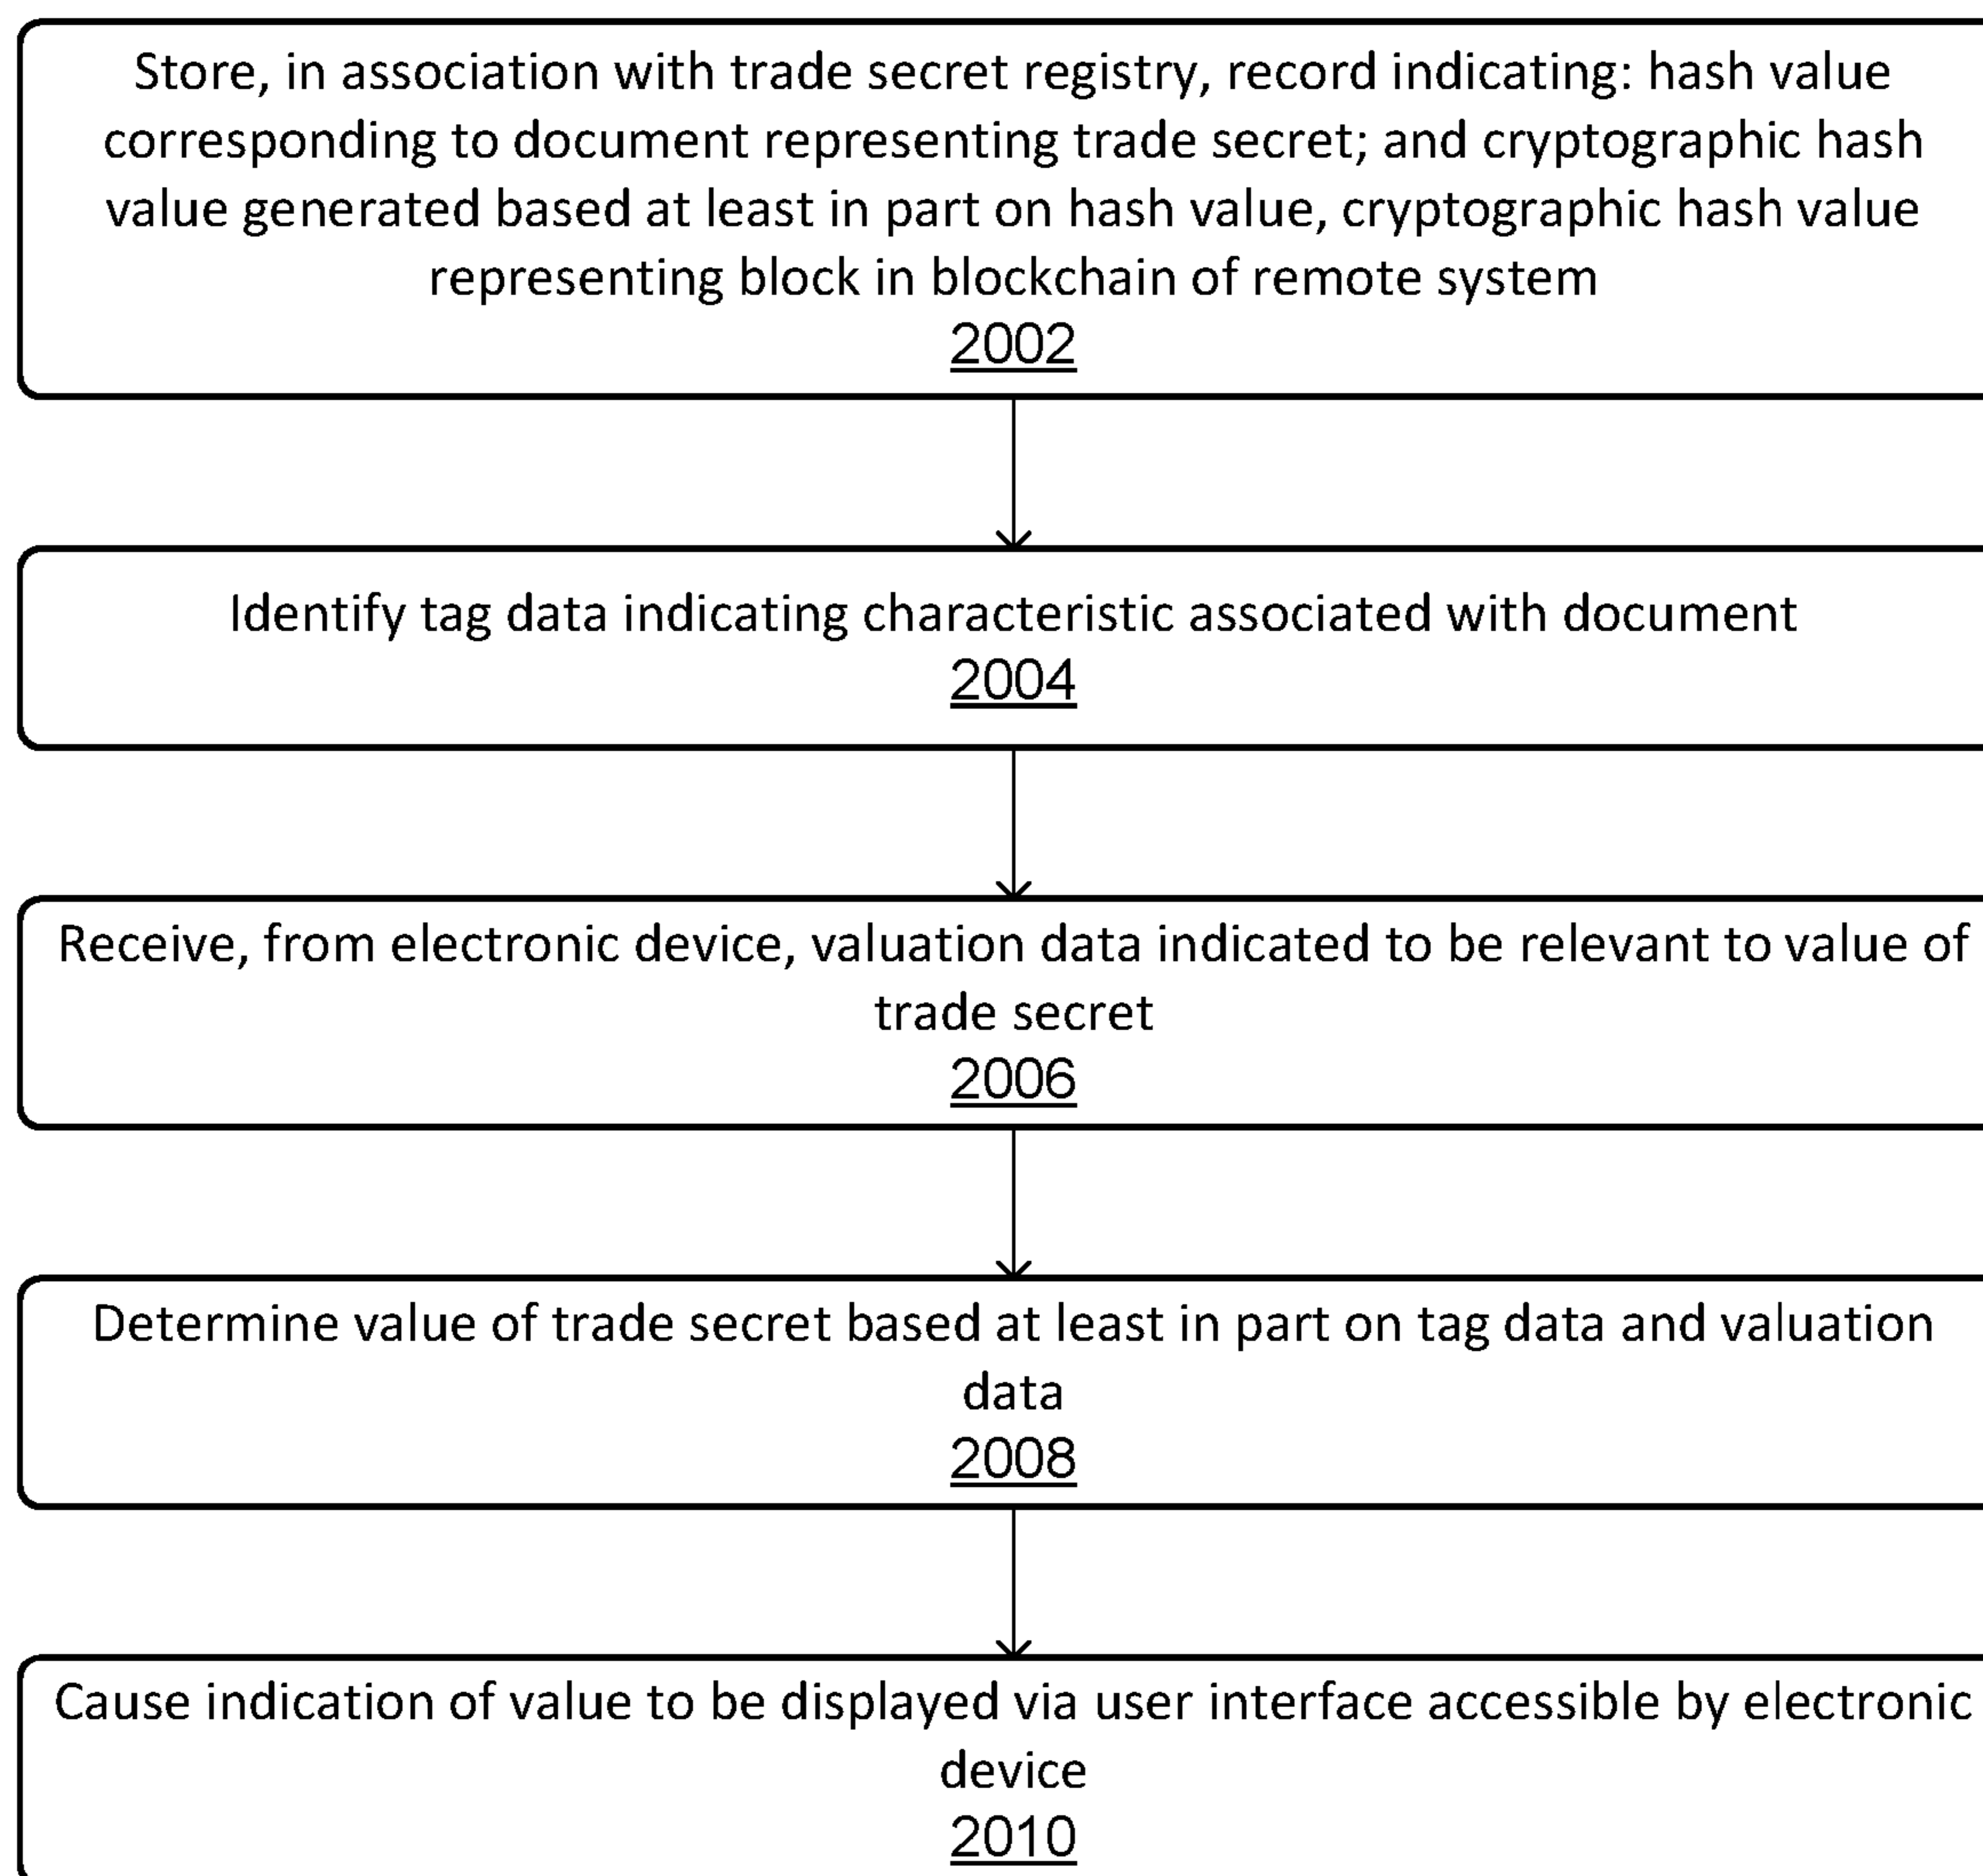 Store, in association with trade secret registry, record indicating: hash value
corresponding to document representing trade secret; and cryptographic hash
value generated based at least in part on hash value, cryptographic hash value
representing block in blockchain of remote system
2002
Identify tag data indicating characteristic associated with document
2004
Receive, from electronic device, valuation data indicated to be relevant to value of
trade secret
2006
Determine value of trade secret based at least in part on tag data and valuation
data
2008
Cause indication of value to be displayed via user interface accessible by electronic
device
2010